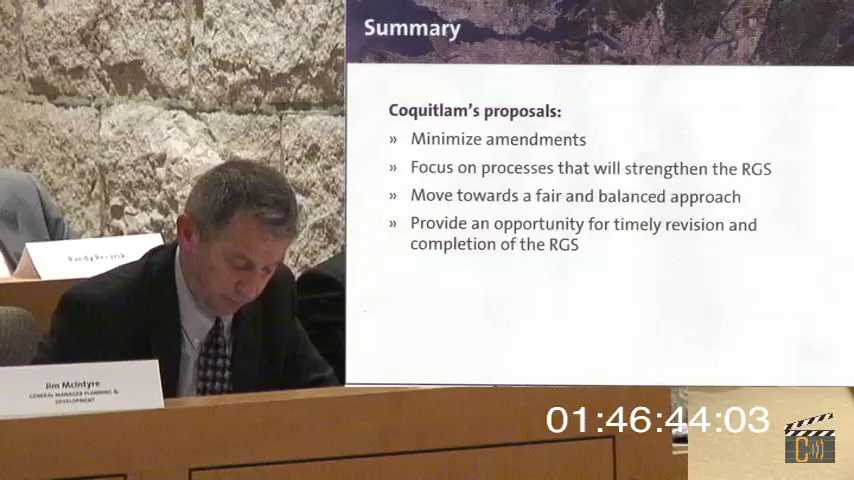 Summary
Coquitlam's proposals:
» Minimize amendments
» Focus on processes that will strengthen the RGS
» Move towards a fair and balanced approach
» Provide an opportunity for timely revision and
completion of the RGS
Jim McIntyre
GENERAL MANAGER PLANNING &
DEVELOPMENT
01:46:44:03